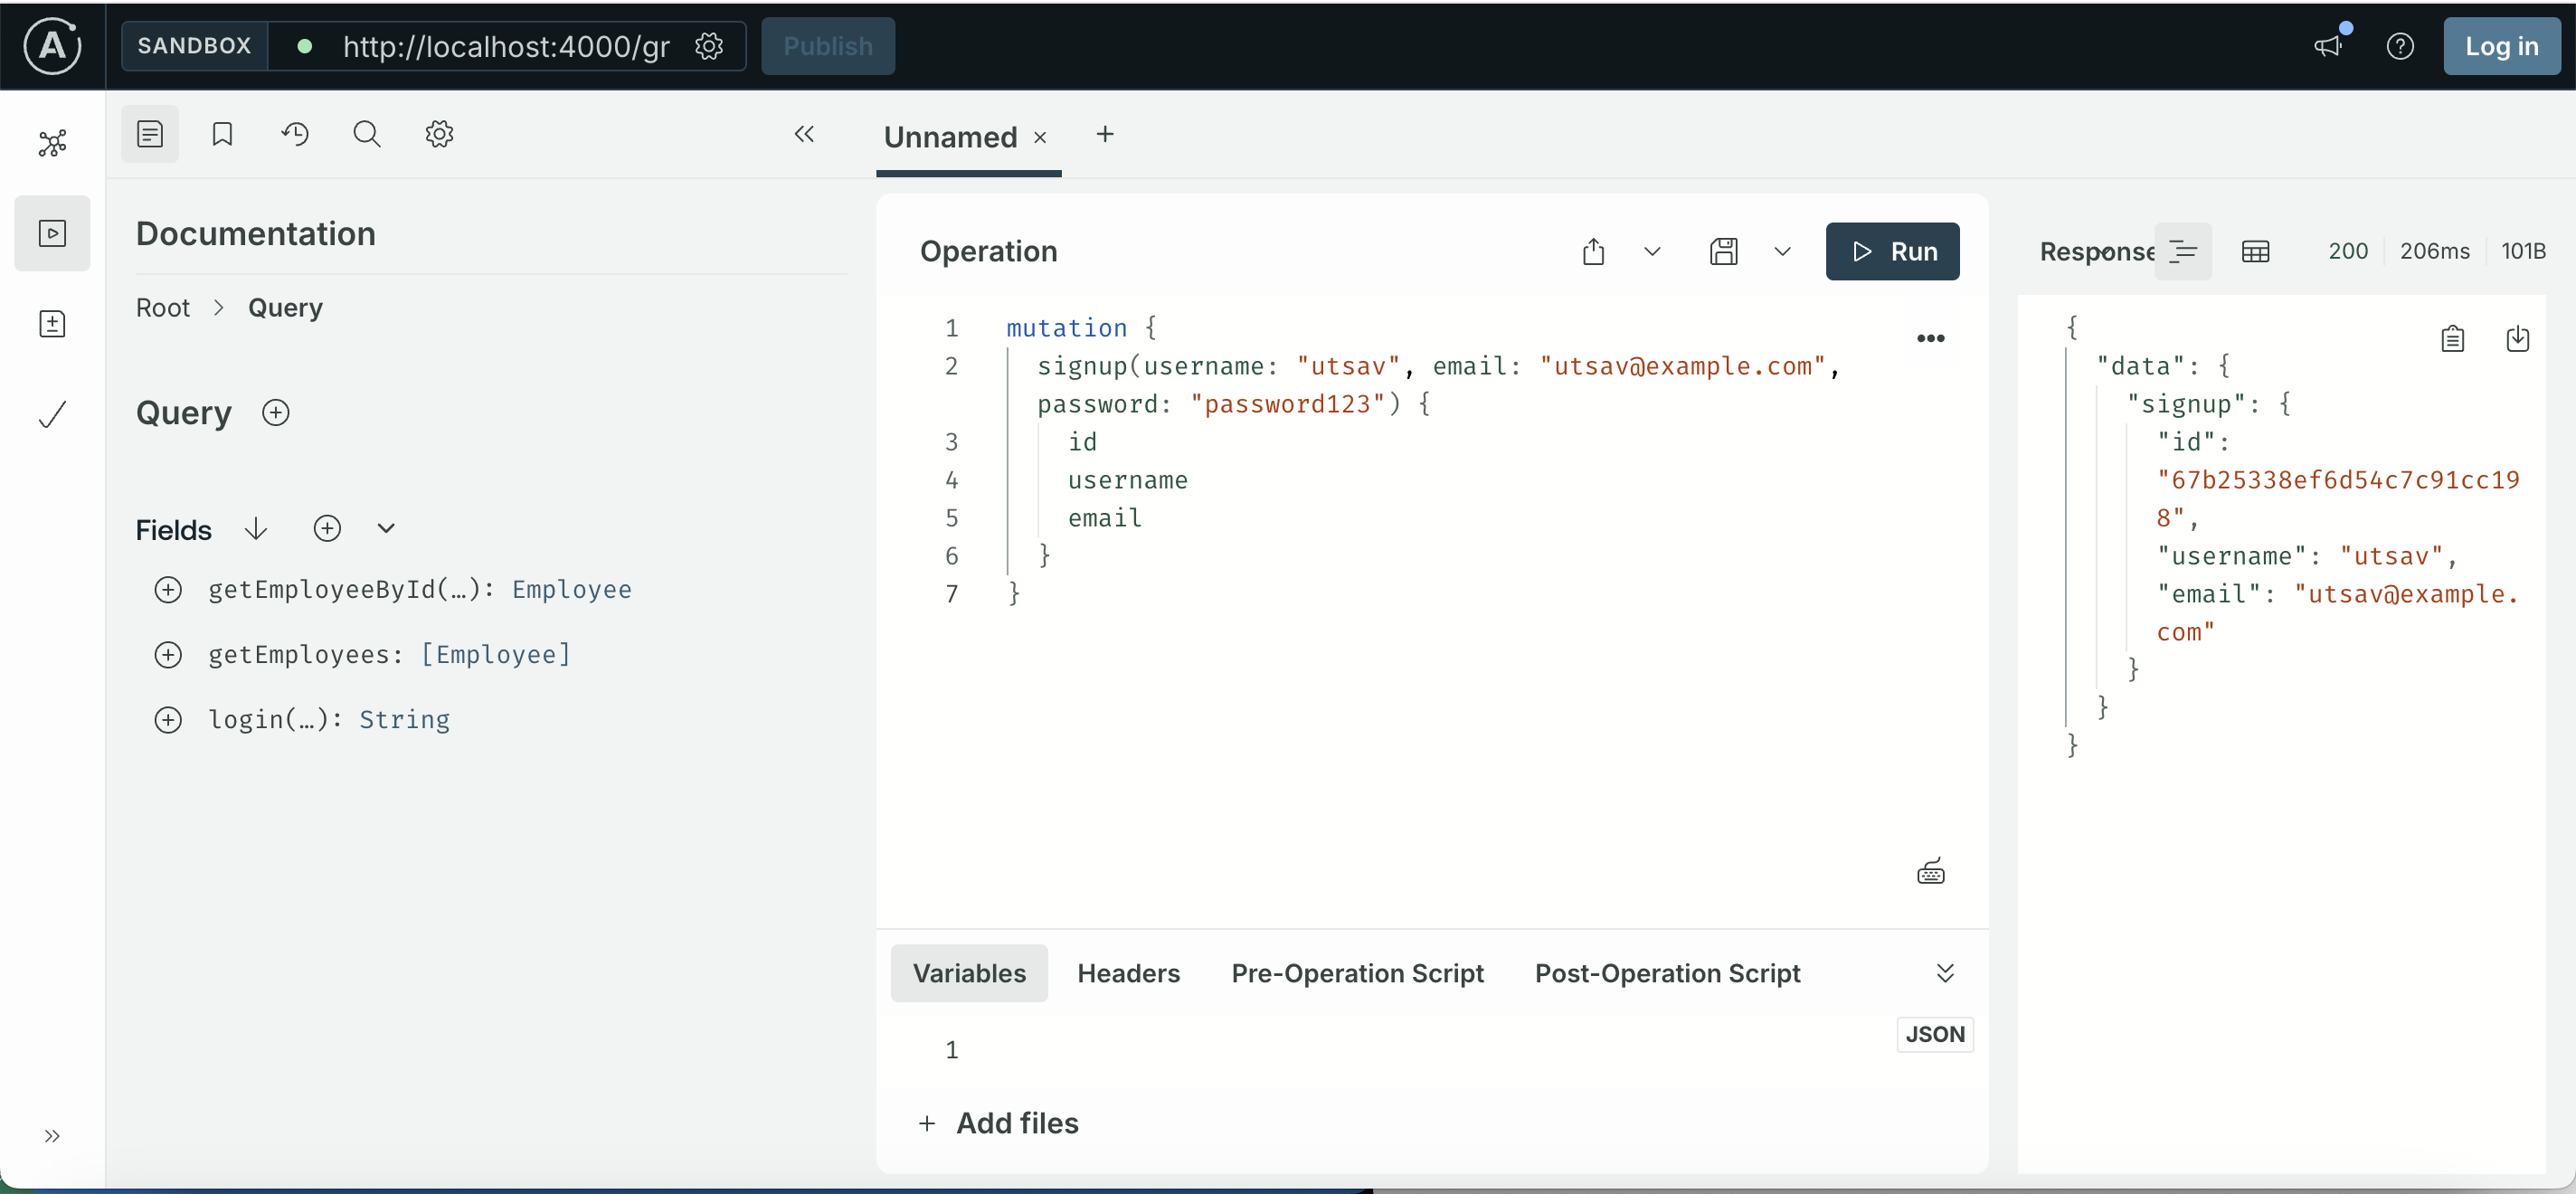 A SANDBOX http://localhost:4000/gr Publish Log in
Unnamed
Documentation
Root > Query
Query
Fields
getEmployeeById(…): Employee
getEmployees: [Employee]
login(…): String
Operation
Run
1 mutation {
2 signup(username: "utsav", email: "utsav@example.com",
password: "password123") {
3 id
4 username
5 email
6 }
7 }
Variables Headers Pre-Operation Script Post-Operation Script
1
JSON
+ Add files
Response 200 206ms 101B
{
"data": {
"signup": {
"id":
"67b25338ef6d54c7c91cc19
8",
"username": "utsav",
"email": "utsav@example.
com"
}
}
}